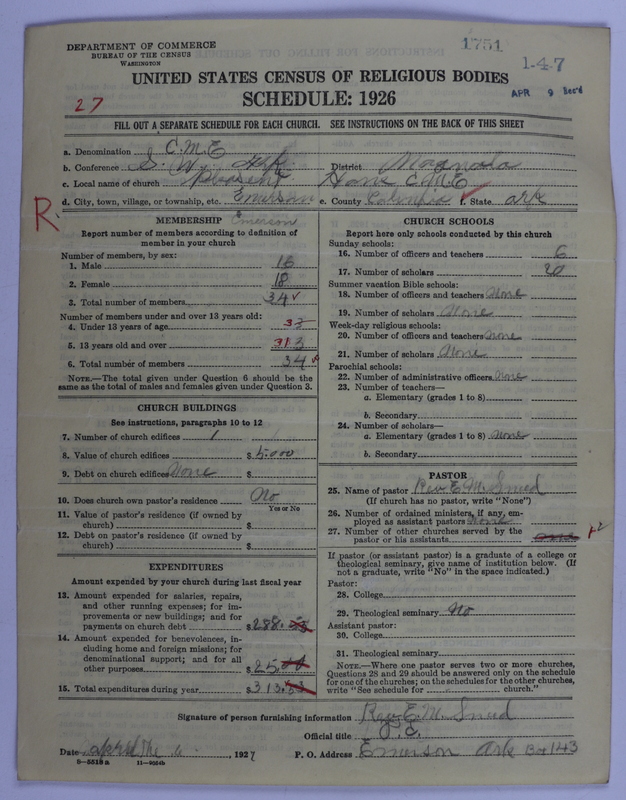 DEPARTMENT OF COMMERCE
BUREAU OF THE CENSUS
WASHINGTON
1751
1-47
APR 9 Rec'd
UNITED STATES CENSUS OF RELIGIOUS BODIES
SCHEDULE: 1926
27
FILL OUT A SEPARATE SCHEDULE FOR EACH CHURCH. SEE INSTRUCTIONS ON THE BACK OF THIS SHEET
a. Denomination C.M.E
b. Conference S. W. Ark. District Magnolia
c. Local name of church Home C.M.E
d. City, town, village, or township, etc. Emerson e. County Columbia f. State Ark
R
MEMBERSHIP Emerson
Report number of members according to definition of member in your church
Number of members, by sex:
1. Male 16
2. Female 18
3. Total number of members 34
Number of members under and over 13 years old:
4. Under 13 years of age 3
5. 13 years old and over 31
6. Total number of members 34
NOTE.—The total given under Question 6 should be the same as the total of males and females given under Question 3.
CHURCH BUILDINGS
See instructions, paragraphs 10 to 12
7. Number of church edifices 1
8. Value of church edifices $ 5.000
9. Debt on church edifices None $
10. Does church own pastor's residence No
Yes or No
11. Value of pastor's residence (if owned by church) $
12. Debt on pastor's residence (if owned by church) $
EXPENDITURES
Amount expended by your church during last fiscal year
13. Amount expended for salaries, repairs, and other running expenses; for improvements or new buildings; and for payments on church debt $ 288.
14. Amount expended for benevolences, including home and foreign missions; for denominational support; and for all other purposes $ 25.
15. Total expenditures during year $ 313.
CHURCH SCHOOLS
Report here only schools conducted by this church
Sunday schools:
16. Number of officers and teachers 6
17. Number of scholars 20
Summer vacation Bible schools:
18. Number of officers and teachers None
19. Number of scholars None
Week-day religious schools:
20. Number of officers and teachers None
21. Number of scholars None
Parochial schools:
22. Number of administrative officers None
23. Number of teachers—
a. Elementary (grades 1 to 8)
b. Secondary
24. Number of scholars—
a. Elementary (grades 1 to 8) None
b. Secondary
PASTOR
25. Name of pastor Rev. E. M. Smed
(If church has no pastor, write "None")
26. Number of ordained ministers, if any, employed as assistant pastors None
27. Number of other churches served by the pastor or his assistants 2
If pastor (or assistant pastor) is a graduate of a college or theological seminary, give name of institution below. (If not a graduate, write "No" in the space indicated.)
Pastor:
28. College
29. Theological seminary No
Assistant pastor:
30. College
31. Theological seminary
NOTE.—Where one pastor serves two or more churches, Questions 28 and 29 should be answered only on the schedule for one of the churches; on the schedules for the other churches, write "See schedule for church."
Signature of person furnishing information Rev. E. M. Smed
Official title P. C.
Date April the 6 1927 P. O. Address Emerson Ark Box 143
9-5518a 11-9054b